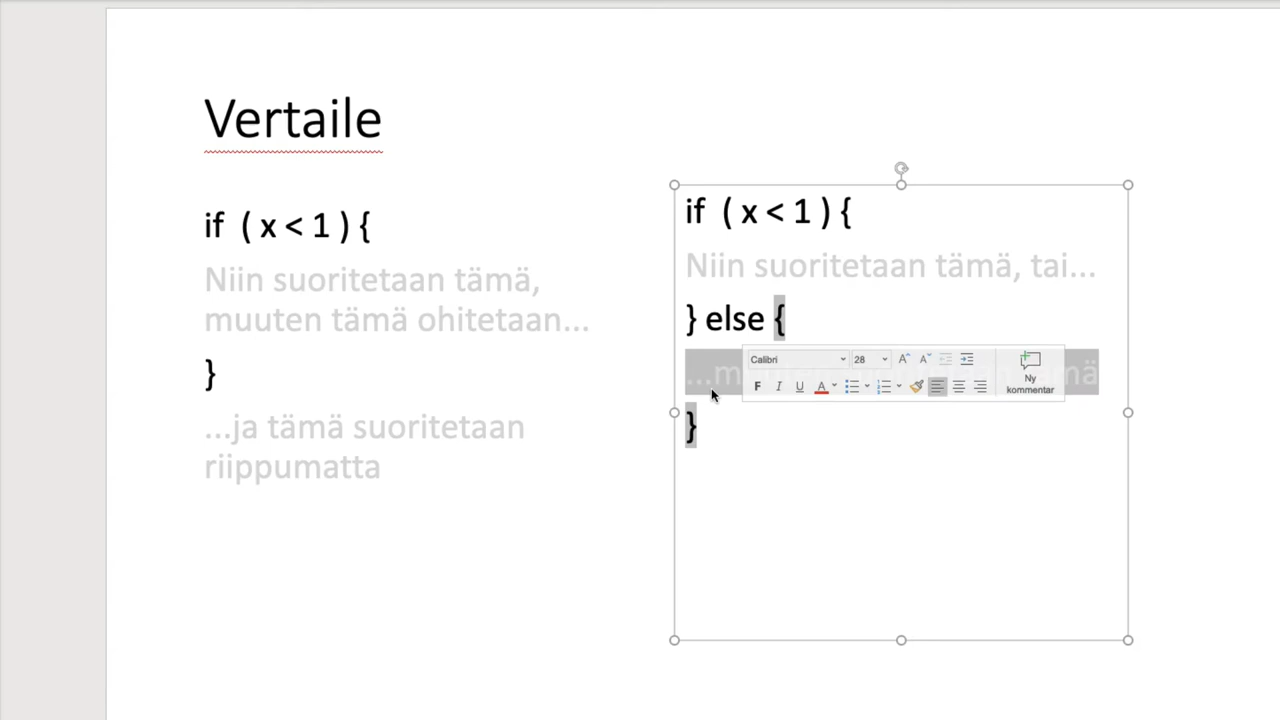 Vertaile
if ( x < 1 ) {
Niin suoritetaan tämä,
muuten tämä ohitetaan...
}
...ja tämä suoritetaan
riippumatta
if ( x < 1 ) {
Niin suoritetaan tämä, tai...
} else {
Calibri 28 A A
F I U A
Ny
kommentar
}